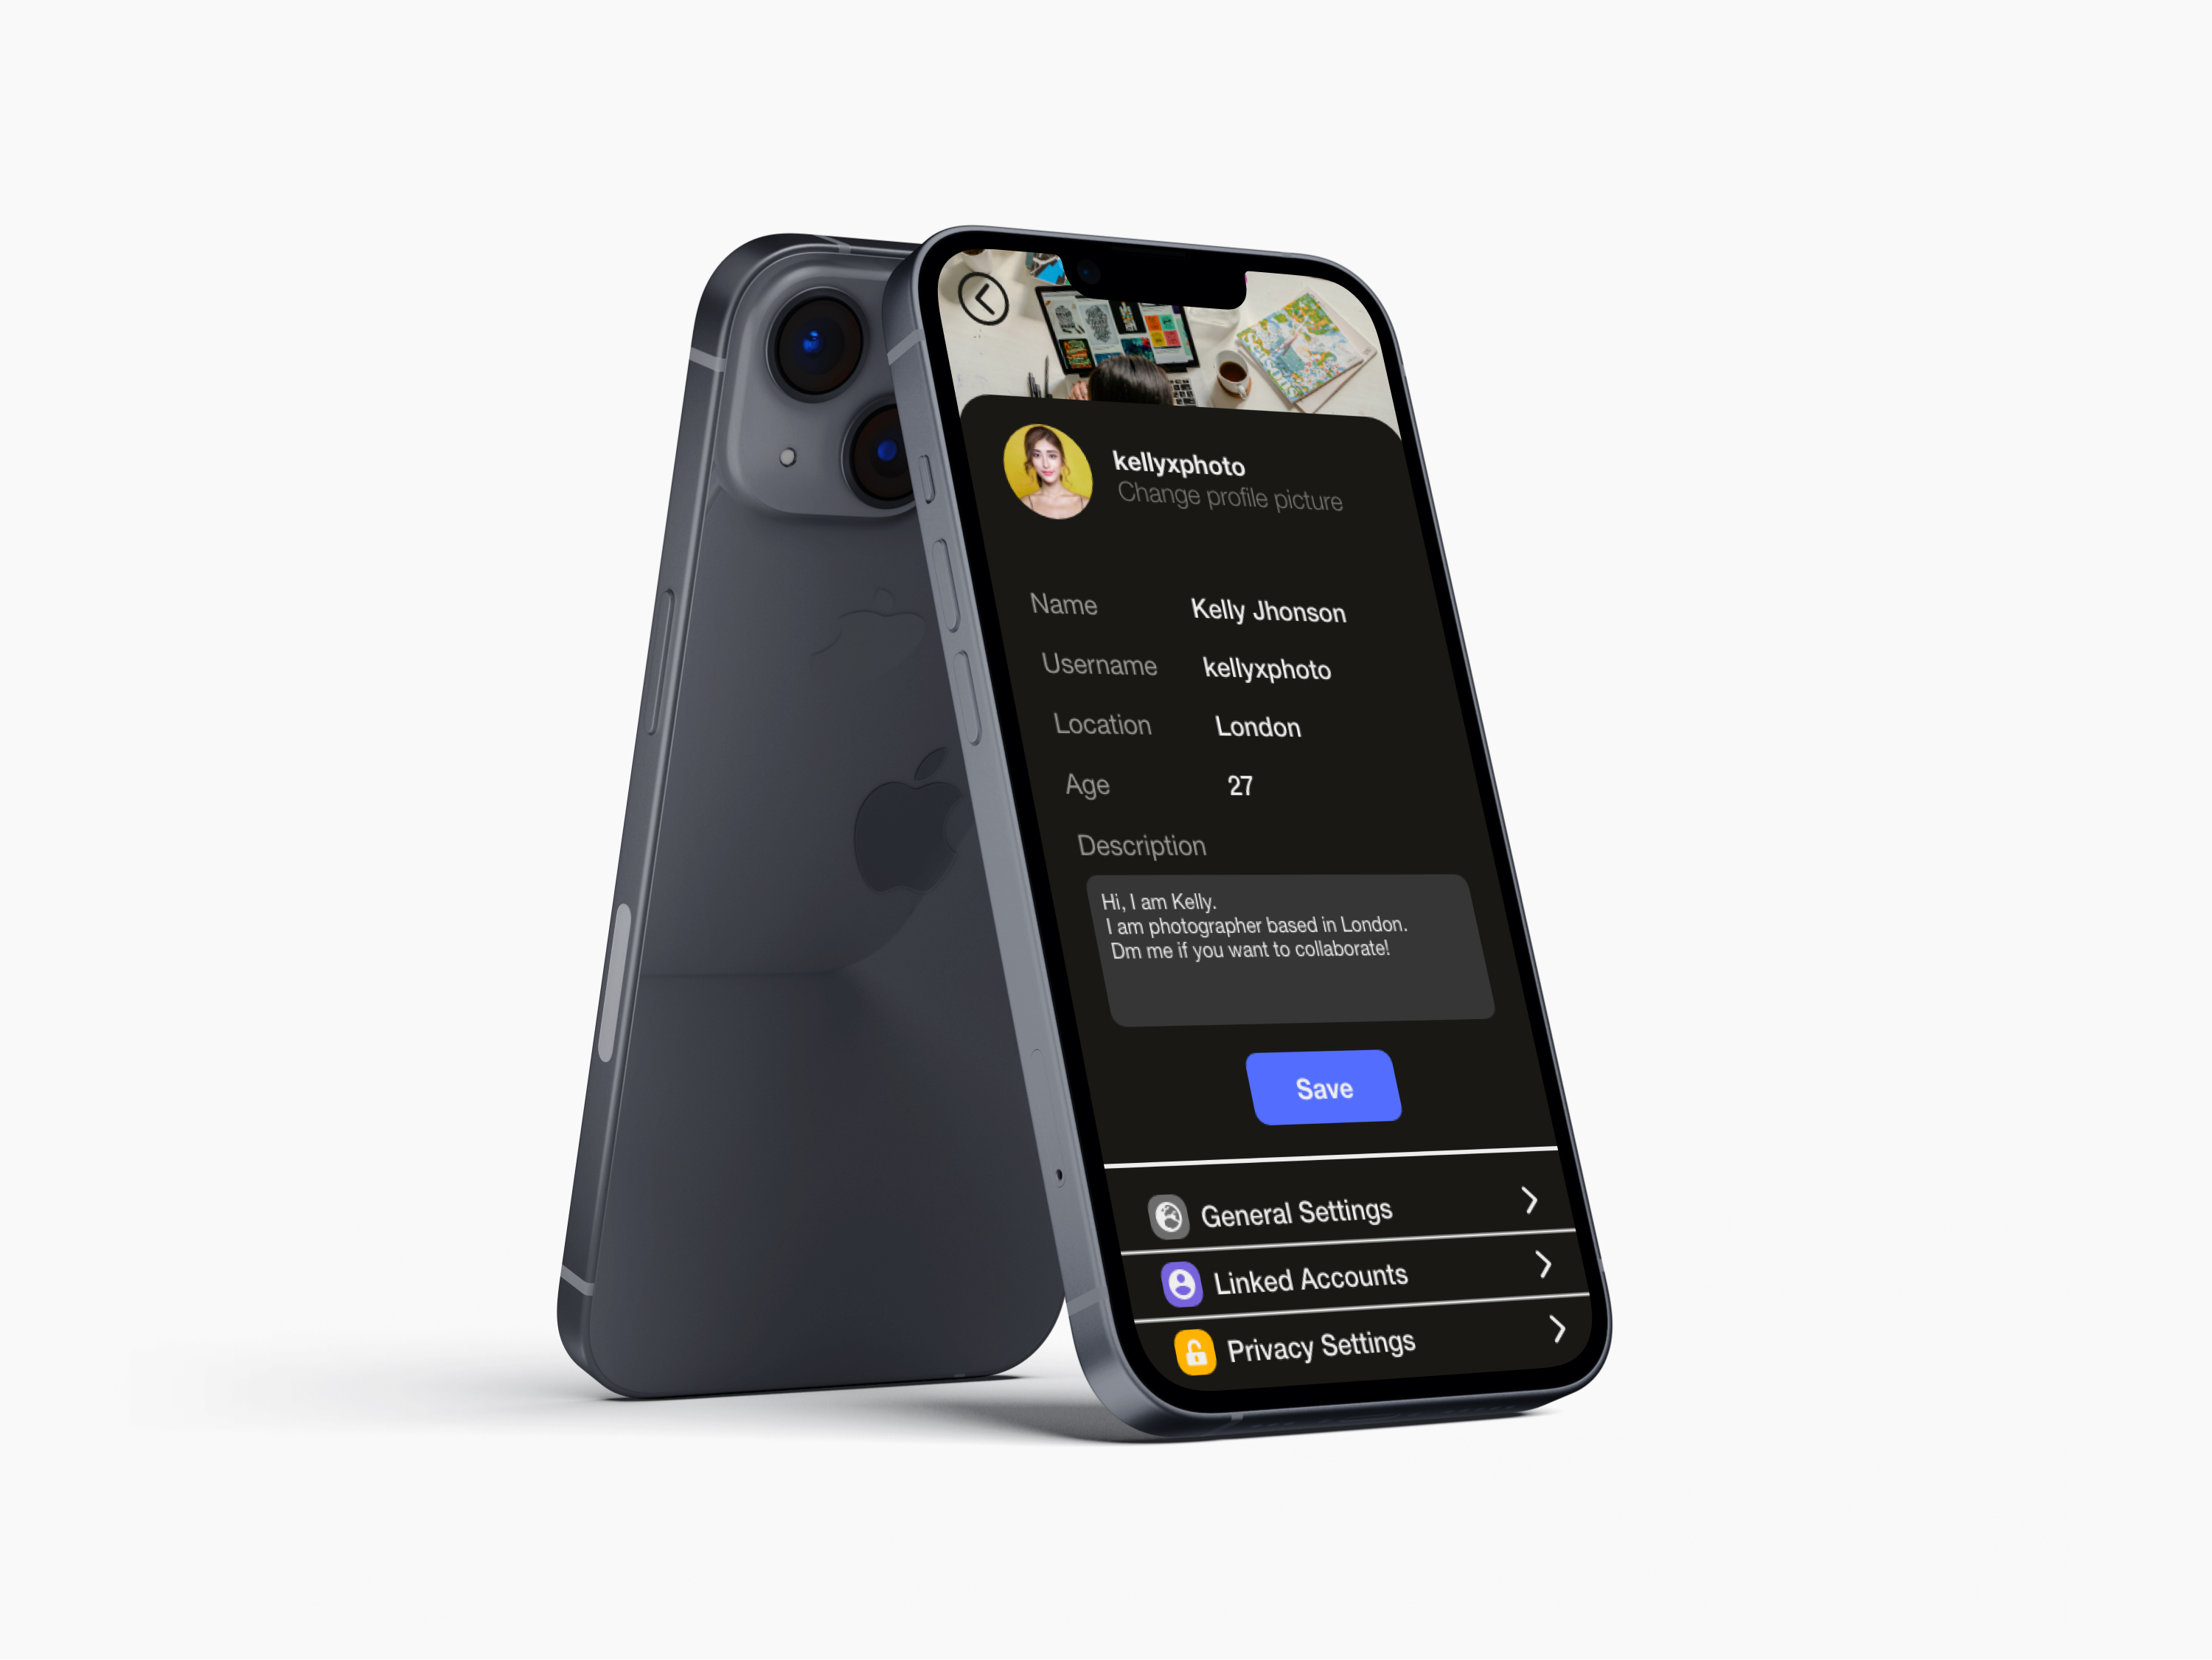 kellyxphoto
Change profile picture
Name Kelly Jhonson
Username kellyxphoto
Location London
Age 27
Description
Hi, I am Kelly.
I am photographer based in London.
Dm me if you want to collaborate!
Save
General Settings
Linked Accounts
Privacy Settings